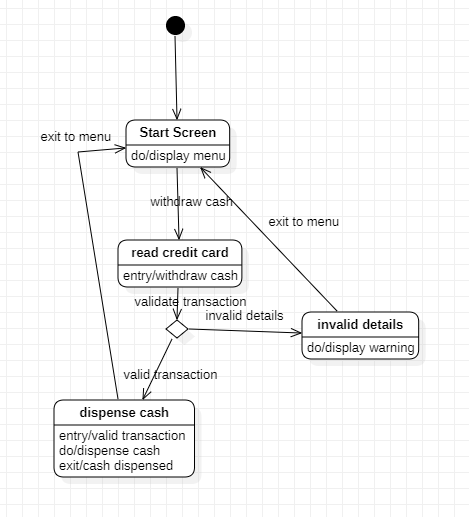 Start Screen
do/display menu
exit to menu
withdraw cash
exit to menu
read credit card
entry/withdraw cash
validate transaction
invalid details
invalid details
do/display warning
valid transaction
dispense cash
entry/valid transaction
do/dispense cash
exit/cash dispensed